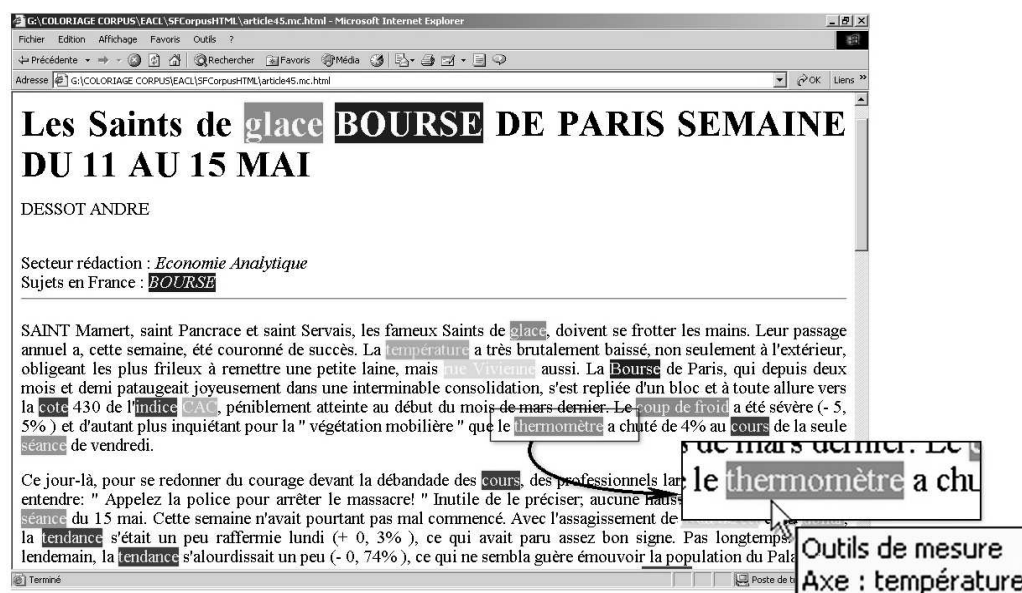 G:\COLORIAGE CORPUS\EACL\SFCorpusHTML\article45.mc.html - Microsoft Internet Explorer
Fichier Edition Affichage Favoris Outils ?
Précédente Rechercher Favoris Média
Adresse G:\COLORIAGE CORPUS\EACL\SFCorpusHTML\article45.mc.html OK Liens »
Les Saints de glace BOURSE DE PARIS SEMAINE
DU 11 AU 15 MAI
DESSOT ANDRE
Secteur rédaction : Economie Analytique
Sujets en France : BOURSE
SAINT Mamert, saint Pancrace et saint Servais, les fameux Saints de glace, doivent se frotter les mains. Leur passage
annuel a, cette semaine, été couronné de succès. La température a très brutalement baissé, non seulement à l'extérieur,
obligeant les plus frileux à remettre une petite laine, mais rue Vivienne aussi. La Bourse de Paris, qui depuis deux
mois et demi pataugeait joyeusement dans une interminable consolidation, s'est repliée d'un bloc et à toute allure vers
la cote 430 de l'indice CAC, péniblement atteinte au début du mois de mars dernier. Le coup de froid a été sévère (- 5,
5% ) et d'autant plus inquiétant pour la " végétation mobilière " que le thermomètre a chuté de 4% au cours de la seule
séance de vendredi.
Ce jour-là, pour se redonner du courage devant la débandade des cours, des professionnels
entendre: " Appelez la police pour arrêter le massacre! " Inutile de le préciser; aucune
séance du 15 mai. Cette semaine n'avait pourtant pas mal commencé. Avec l'assagissement de
la tendance s'était un peu raffermie lundi (+ 0, 3% ), ce qui avait paru assez bon signe. Pas longtemps.
lendemain, la tendance s'alourdissait un peu (- 0, 74% ), ce qui ne sembla guère émouvoir la population du
de mars dernier. Le
le thermomètre a
Outils de mesure
Axe : température
Terminé Poste de